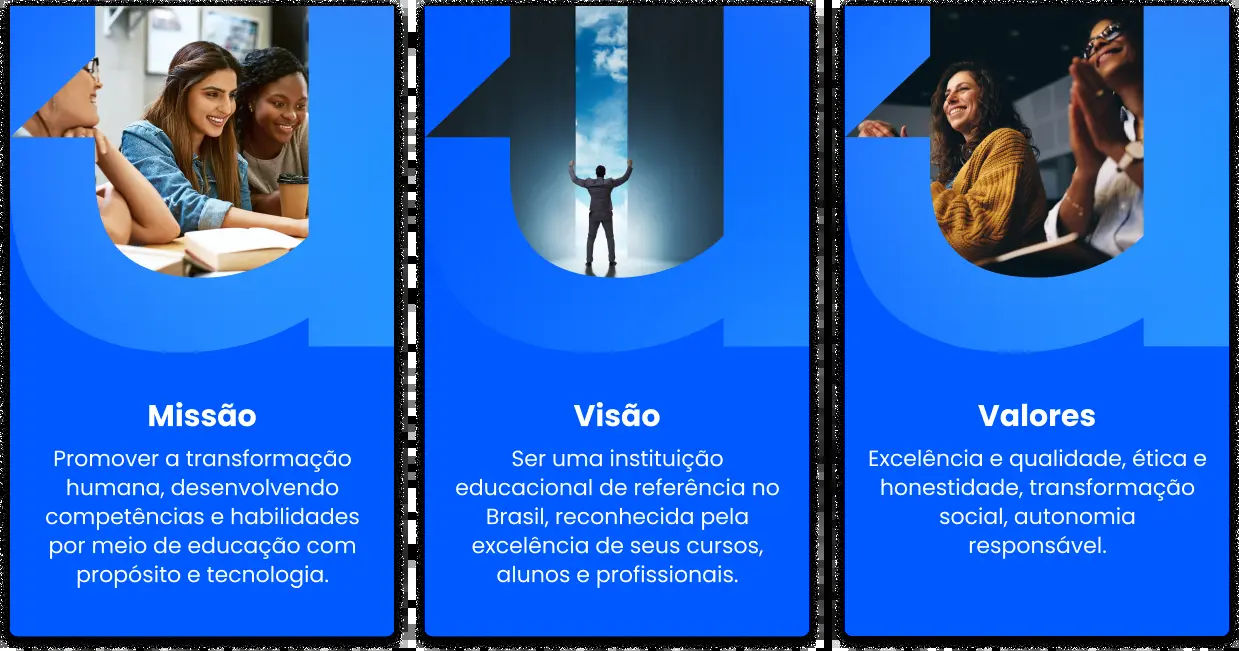 Missão
Promover a transformação
humana, desenvolvendo
competências e habilidades
por meio de educação com
propósito e tecnologia.
Visão
Ser uma instituição
educacional de referência no
Brasil, reconhecida pela
excelência de seus cursos,
alunos e profissionais.
Valores
Excelência e qualidade, ética e
honestidade, transformação
social, autonomia
responsável.